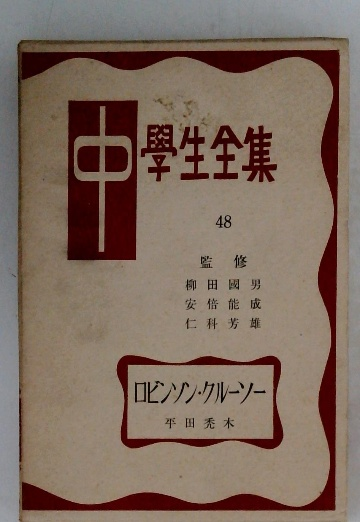 中學生全集
48
監修
柳田國男
安倍能成
仁科芳雄
ロビンソン・クルーソー
平田禿木